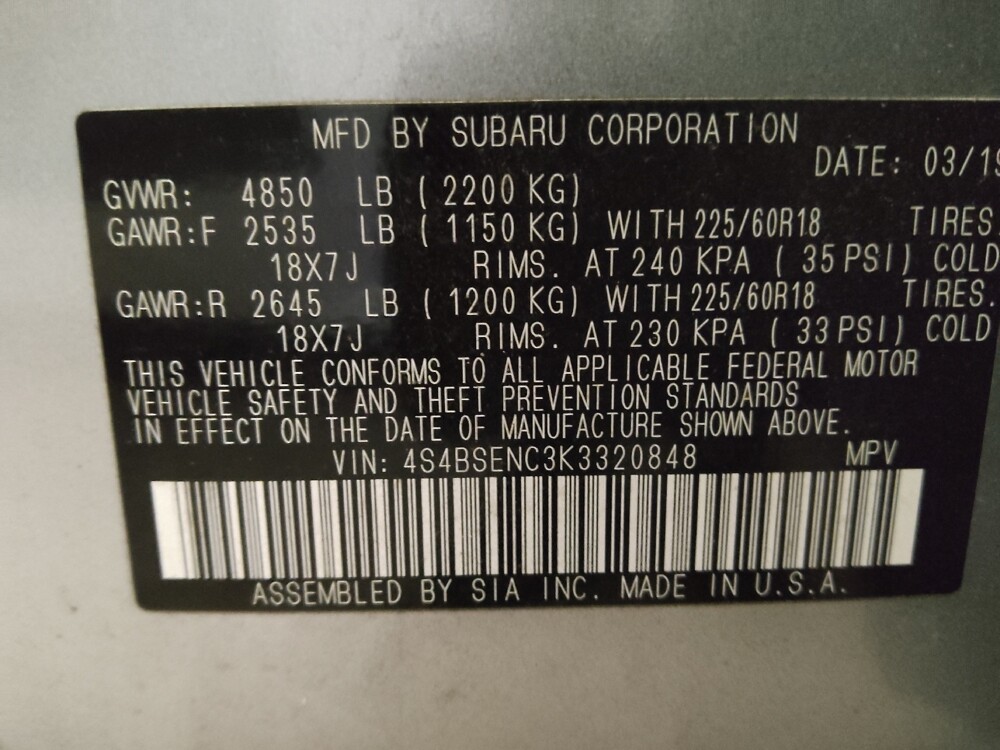 MFD BY SUBARU CORPORATION
DATE: 03/19
GVWR: 4850 LB (2200 KG)
GAWR:F 2535 LB (1150 KG) WITH 225/60R18 TIRES.
18X7J RIMS. AT 240 KPA (35 PSI) COLD
GAWR:R 2645 LB (1200 KG) WITH 225/60R18 TIRES.
18X7J RIMS. AT 230 KPA (33 PSI) COLD
THIS VEHICLE CONFORMS TO ALL APPLICABLE FEDERAL MOTOR
VEHICLE SAFETY AND THEFT PREVENTION STANDARDS
IN EFFECT ON THE DATE OF MANUFACTURE SHOWN ABOVE.
VIN: 4S4BSENC3K3320848 MPV
ASSEMBLED BY SIA INC. MADE IN U.S.A.